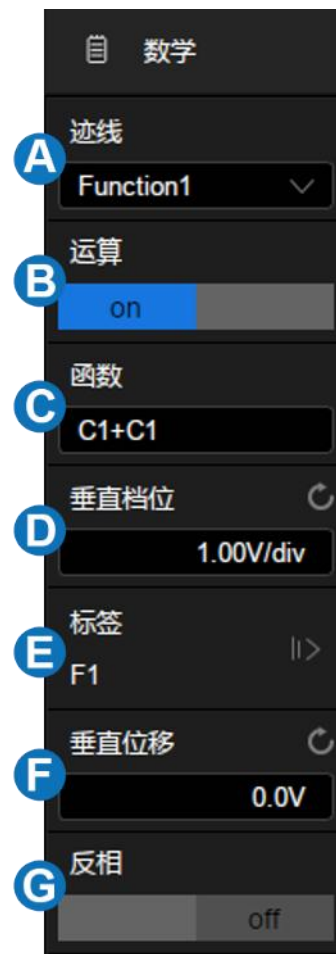 数学
A
迹线
Function1
B
运算
on
C
函数
C1+C1
D
垂直档位
1.00V/div
E
标签
F1
F
垂直位移
0.0V
G
反相
off